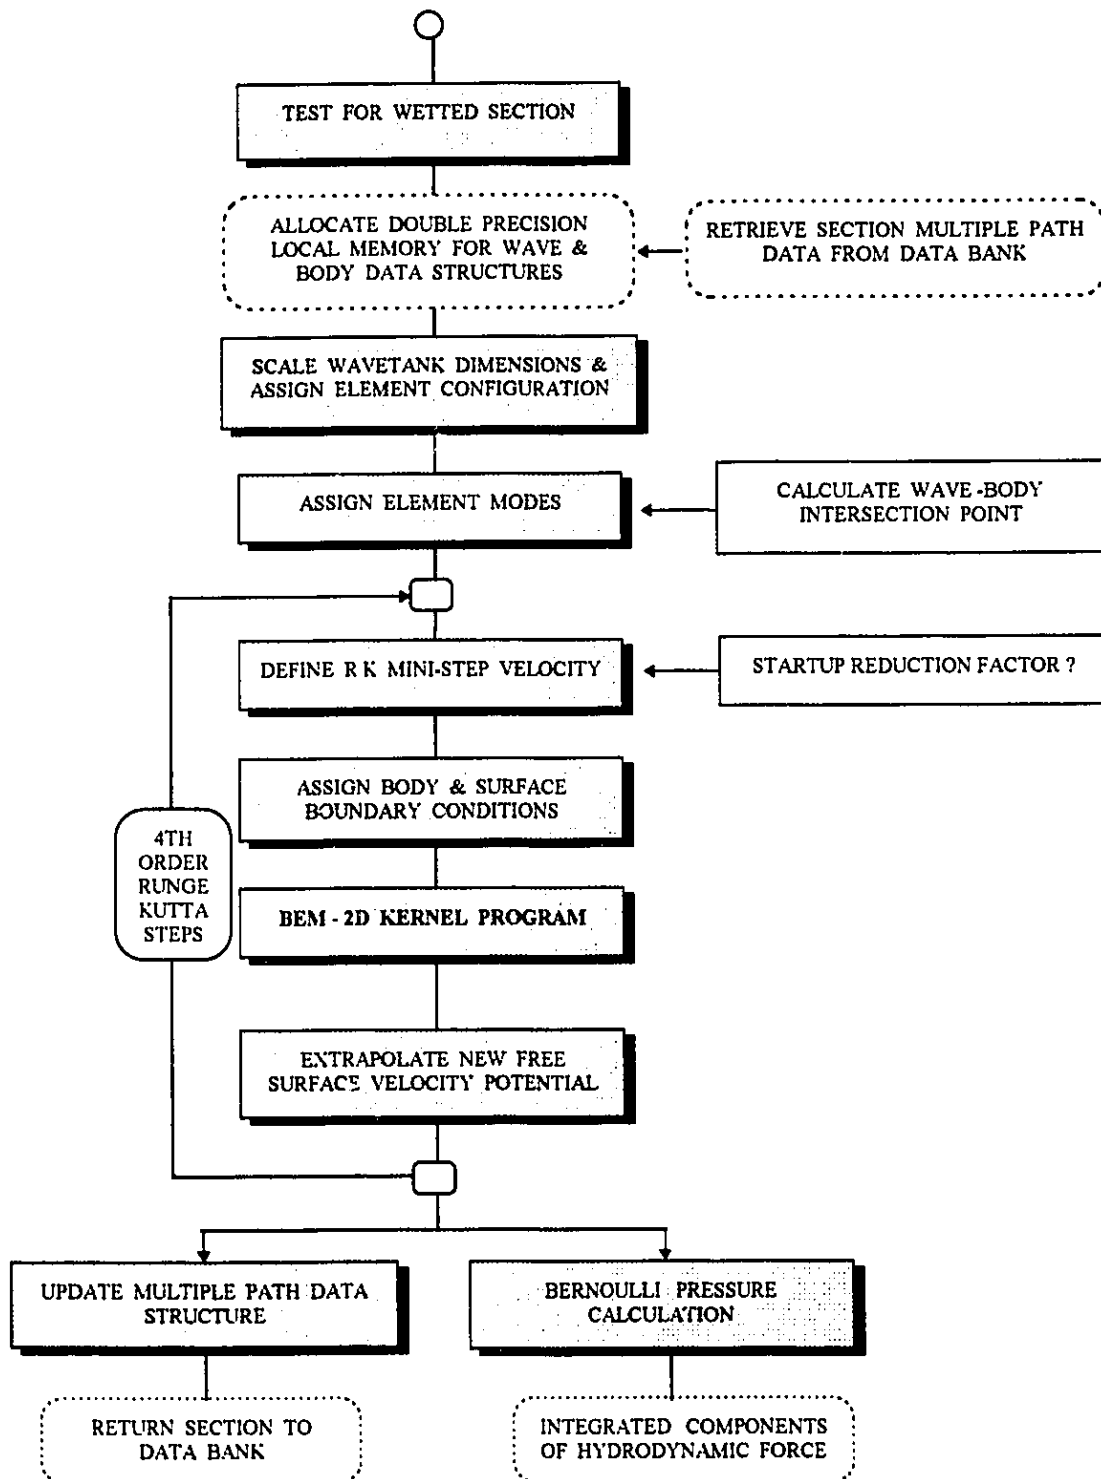 TEST FOR WETTED SECTION
ALLOCATE DOUBLE PRECISION
LOCAL MEMORY FOR WAVE &
BODY DATA STRUCTURES
RETRIEVE SECTION MULTIPLE PATH
DATA FROM DATA BANK
SCALE WAVETANK DIMENSIONS &
ASSIGN ELEMENT CONFIGURATION
ASSIGN ELEMENT MODES
CALCULATE WAVE-BODY
INTERSECTION POINT
DEFINE R K MINI-STEP VELOCITY
STARTUP REDUCTION FACTOR ?
ASSIGN BODY & SURFACE
BOUNDARY CONDITIONS
4TH
ORDER
RUNGE
KUTTA
STEPS
BEM - 2D KERNEL PROGRAM
EXTRAPOLATE NEW FREE
SURFACE VELOCITY POTENTIAL
UPDATE MULTIPLE PATH DATA
STRUCTURE
BERNOULLI PRESSURE
CALCULATION
RETURN SECTION TO
DATA BANK
INTEGRATED COMPONENTS
OF HYDRODYNAMIC FORCE